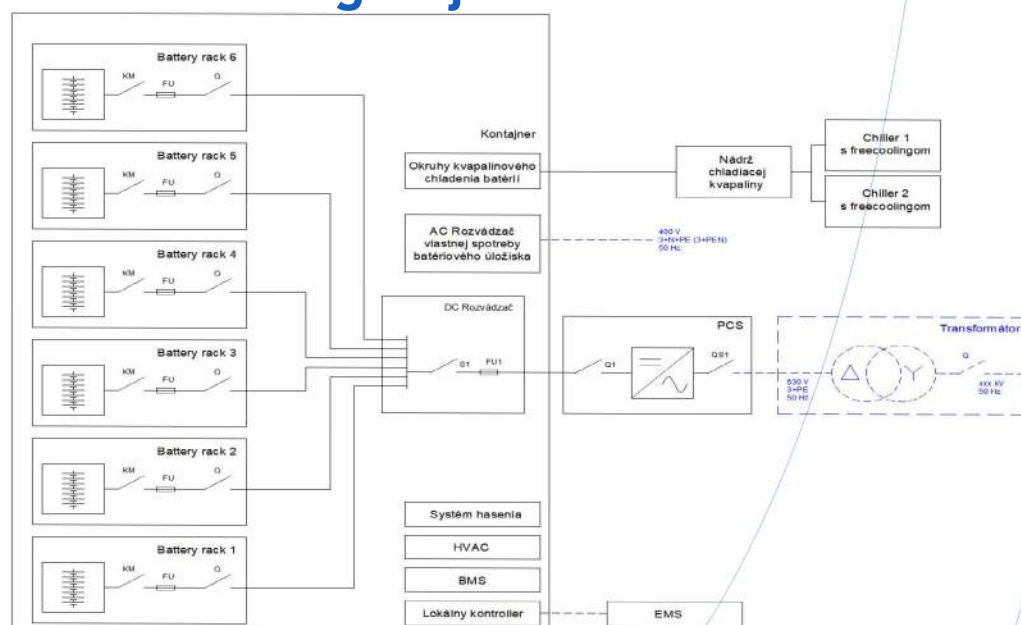 Battery rack 6
KM
FU
Q
Battery rack 5
KM
FU
Q
Battery rack 4
KM
FU
Q
Battery rack 3
KM
FU
Q
Battery rack 2
KM
FU
Q
Battery rack 1
KM
FU
Q
Kontajner
Okruhy kvapalinového
chladenia batérií
AC Rozvádzač
vlastnej spotreby
batériového úložiska
400 V
3+N+PE (3+PEN)
50 Hz
Nádrž
chladiacej
kvapaliny
Chiller 1
s freecoolingom
Chiller 2
s freecoolingom
DC Rozvádzač
S1
FU1
PCS
Q1
QS1
Transformátor
630 V
3+PE
50 Hz
Q
xxx kV
50 Hz
Systém hasenia
HVAC
BMS
Lokálny kontroller
EMS